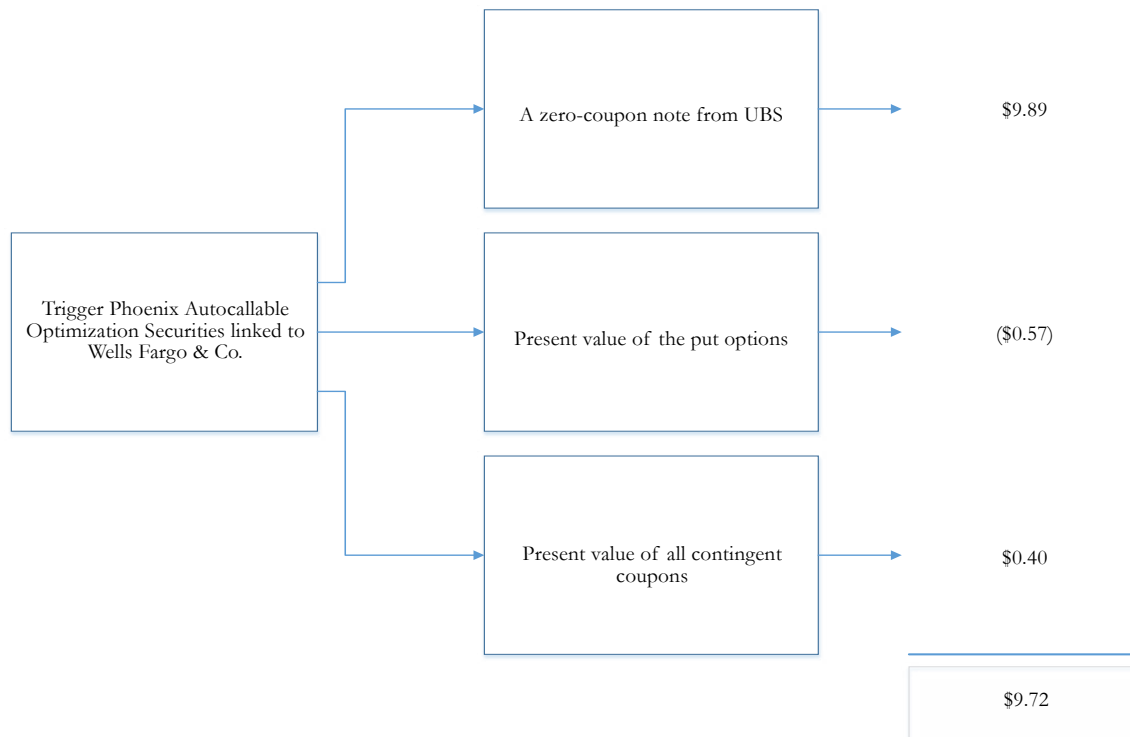 A zero-coupon note from UBS
$9.89
Trigger Phoenix Autocallable
Optimization Securities linked to
Wells Fargo & Co.
Present value of the put options
($0.57)
Present value of all contingent
coupons
$0.40
$9.72